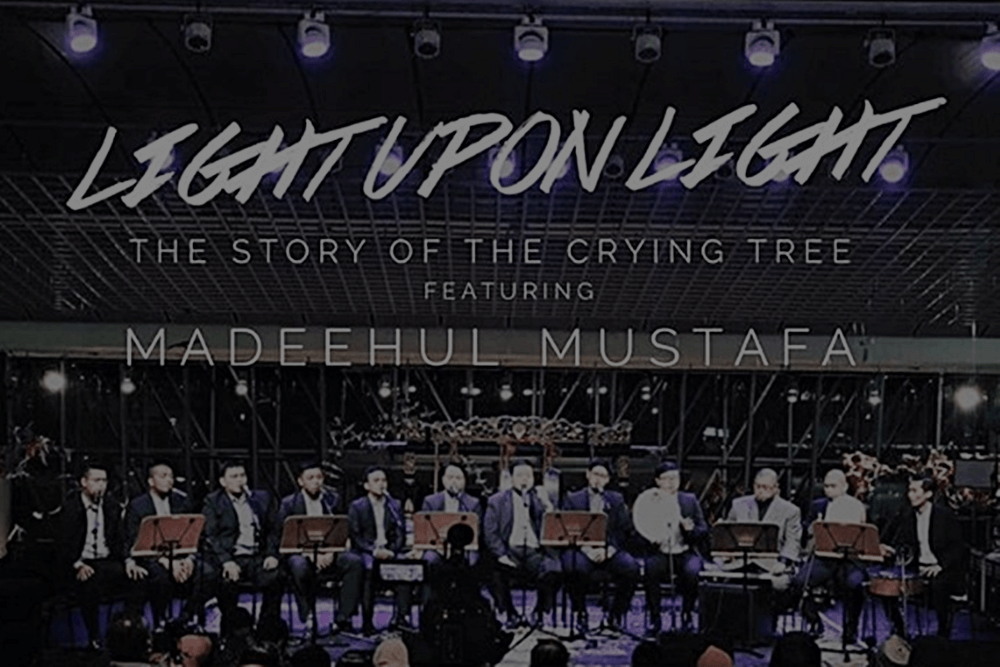 LIGHT UPON LIGHT
THE STORY OF THE CRYING TREE
FEATURING
MADEEHUL MUSTAFA